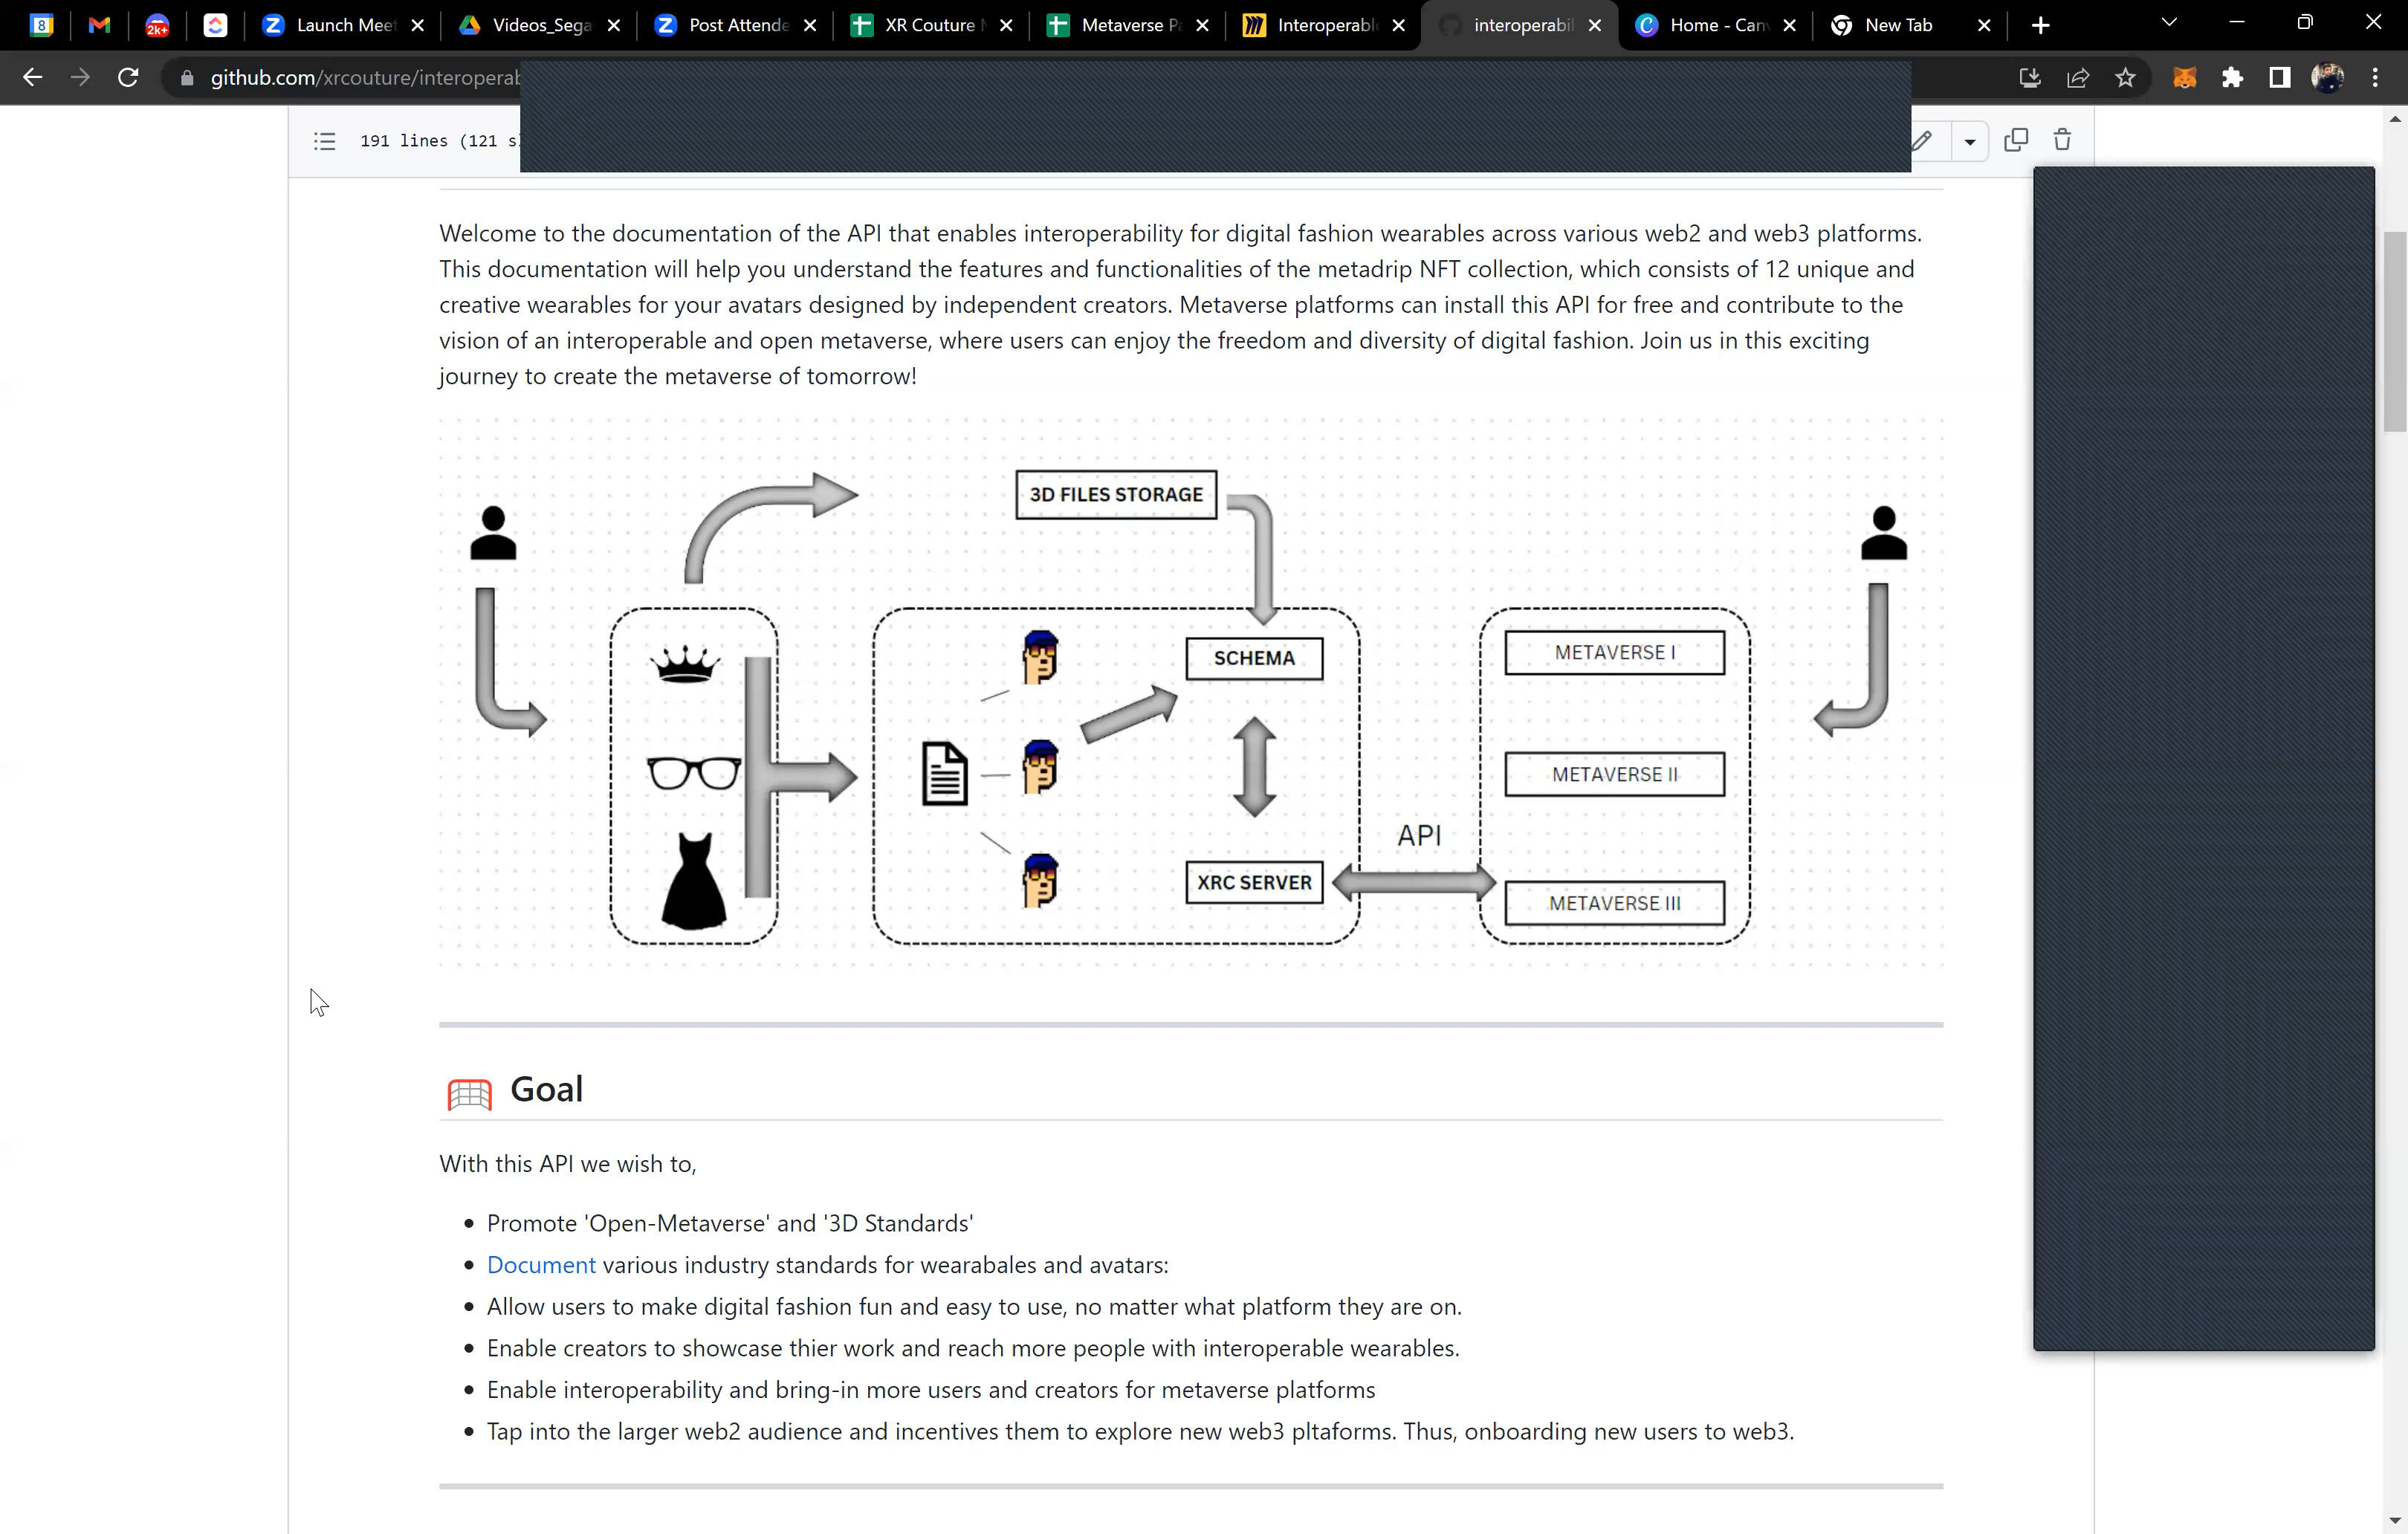 8
2k+
Launch Meet
Videos_Sega
Post Attende
XR Couture
Metaverse Pa
Interoperabl
interoperabil
Home - Can
New Tab
github.com/xrcouture/interoperab
191 lines (121 s
Welcome to the documentation of the API that enables interoperability for digital fashion wearables across various web2 and web3 platforms.
This documentation will help you understand the features and functionalities of the metadrip NFT collection, which consists of 12 unique and
creative wearables for your avatars designed by independent creators. Metaverse platforms can install this API for free and contribute to the
vision of an interoperable and open metaverse, where users can enjoy the freedom and diversity of digital fashion. Join us in this exciting
journey to create the metaverse of tomorrow!
3D FILES STORAGE
SCHEMA
METAVERSE I
METAVERSE II
API
XRC SERVER
METAVERSE III
Goal
With this API we wish to,
Promote 'Open-Metaverse' and '3D Standards'
Document various industry standards for wearabales and avatars:
Allow users to make digital fashion fun and easy to use, no matter what platform they are on.
Enable creators to showcase thier work and reach more people with interoperable wearables.
Enable interoperability and bring-in more users and creators for metaverse platforms
Tap into the larger web2 audience and incentives them to explore new web3 pltaforms. Thus, onboarding new users to web3.